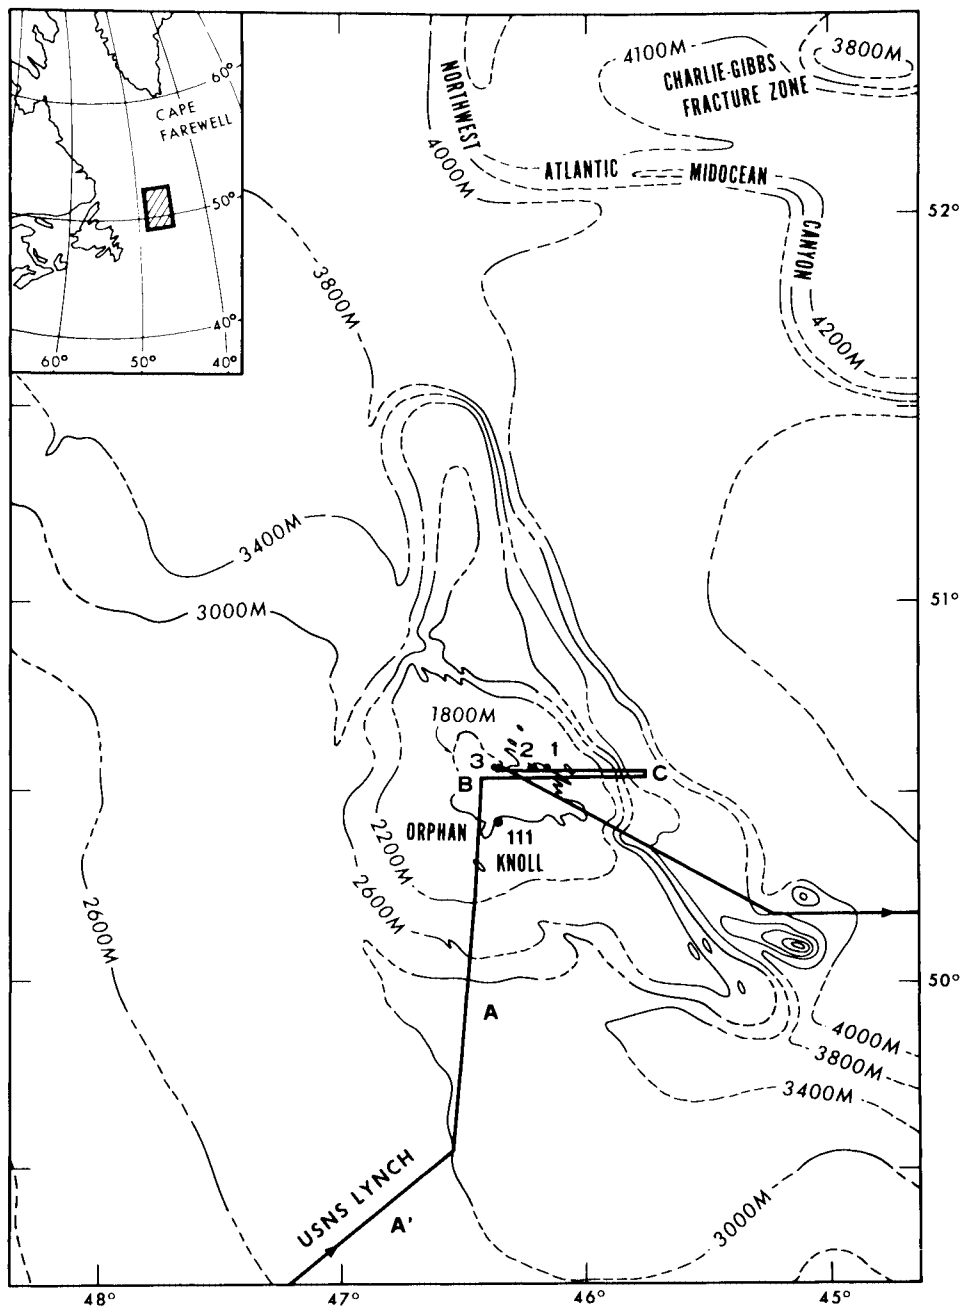 60°
CAPE
FAREWELL
50°
40°
60°
50°
40°
4100M
3800M
CHARLIE-GIBBS
FRACTURE ZONE
NORTHWEST
4000M
ATLANTIC
MIDOCEAN
CANYON
52°
3800M
4200M
3400M
3000M
51°
1800M
3
2
1
B
C
ORPHAN
111
KNOLL
2200M
2600M
2600M
50°
A
4000M
3800M
3400M
USNS LYNCH
A'
3000M
48°
47°
46°
45°